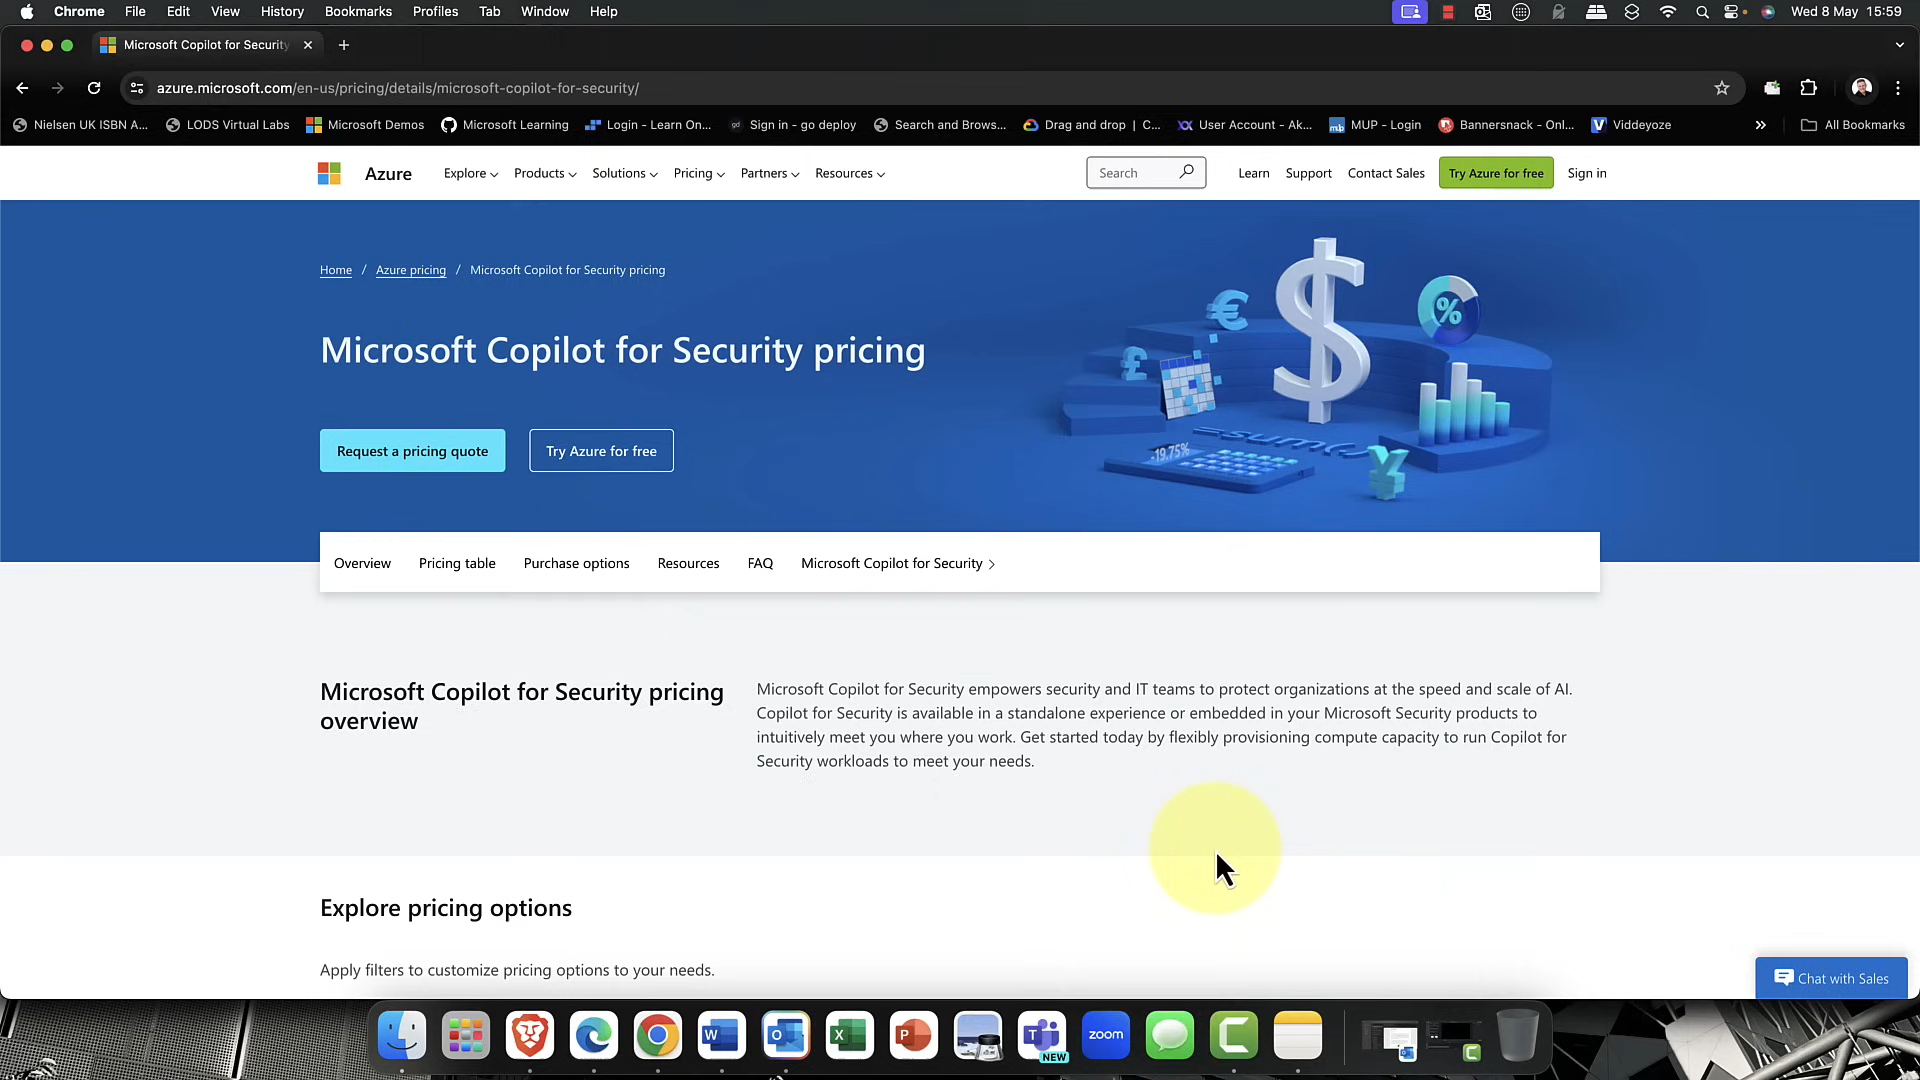 Chrome File Edit View History Bookmarks Profiles Tab Window Help
Wed 8 May 15:59
Microsoft Copilot for Security
azure.microsoft.com/en-us/pricing/details/microsoft-copilot-for-security/
Nielsen UK ISBN A... LODS Virtual Labs Microsoft Demos Microsoft Learning Login - Learn On... Sign in - go deploy Search and Brows... Drag and drop | C... User Account - Ak... MUP - Login Bannersnack - Onl... Viddeyoze All Bookmarks
Azure Explore Products Solutions Pricing Partners Resources Search Learn Support Contact Sales Try Azure for free Sign in
Home / Azure pricing / Microsoft Copilot for Security pricing
Microsoft Copilot for Security pricing
Request a pricing quote Try Azure for free
€ $ % £ ¥
=sum(
-19.75%
Overview Pricing table Purchase options Resources FAQ Microsoft Copilot for Security
Microsoft Copilot for Security pricing
overview
Microsoft Copilot for Security empowers security and IT teams to protect organizations at the speed and scale of AI.
Copilot for Security is available in a standalone experience or embedded in your Microsoft Security products to
intuitively meet you where you work. Get started today by flexibly provisioning compute capacity to run Copilot for
Security workloads to meet your needs.
Explore pricing options
Apply filters to customize pricing options to your needs.
Chat with Sales
W O X P T NEW zoom C